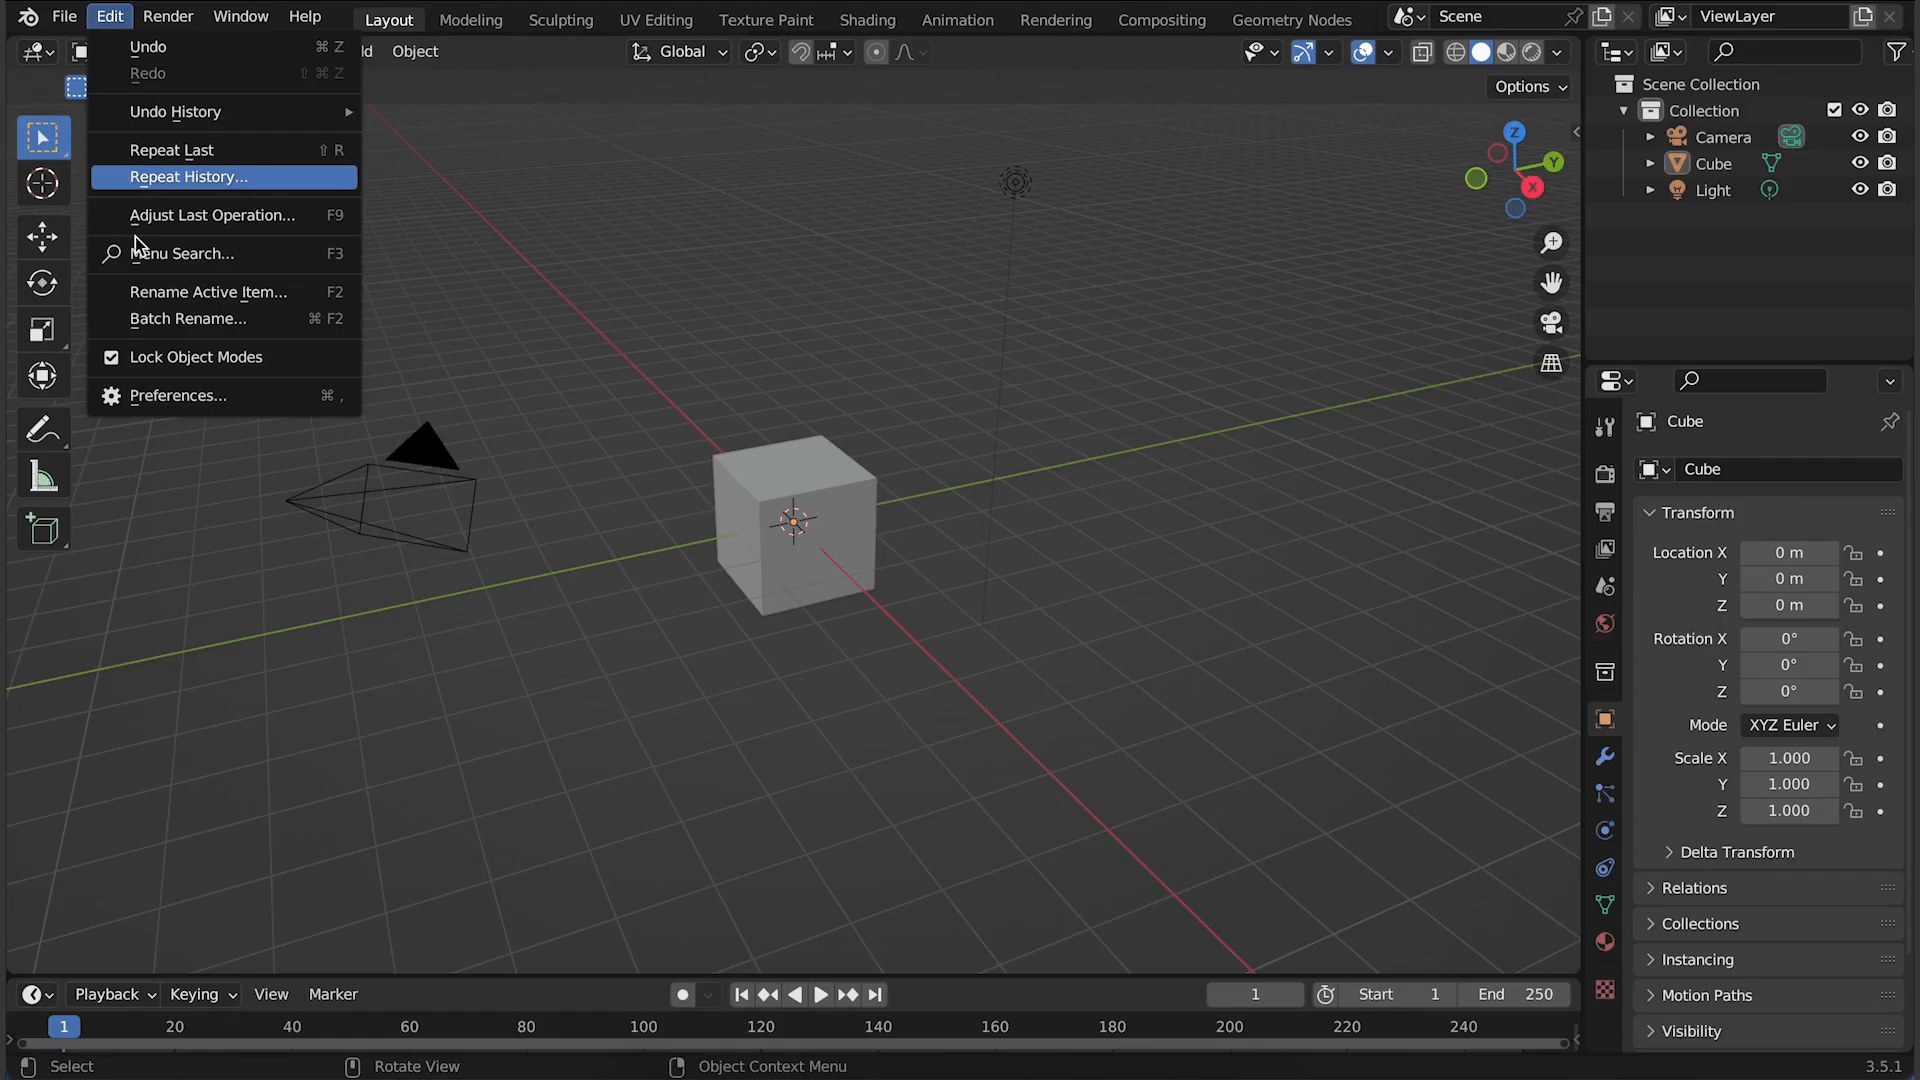 File Edit Render Window Help Layout Modeling Sculpting UV Editing Texture Paint Shading Animation Rendering Compositing Geometry Nodes Scene ViewLayer
ld Object Global
Options
Undo ⌘ Z
Redo ⇧ ⌘ Z
Undo History
Repeat Last ⇧ R
Repeat History...
Adjust Last Operation... F9
Menu Search... F3
Rename Active Item... F2
Batch Rename... ⌘ F2
Lock Object Modes
Preferences... ⌘ ,
Z
Y
X
Scene Collection
Collection
Camera
Cube
Light
Cube
Cube
Transform
Location X 0 m
Y 0 m
Z 0 m
Rotation X 0°
Y 0°
Z 0°
Mode XYZ Euler
Scale X 1.000
Y 1.000
Z 1.000
Delta Transform
Relations
Collections
Instancing
Motion Paths
Visibility
Playback Keying View Marker 1 Start 1 End 250
1 20 40 60 80 100 120 140 160 180 200 220 240
Select Rotate View Object Context Menu 3.5.1